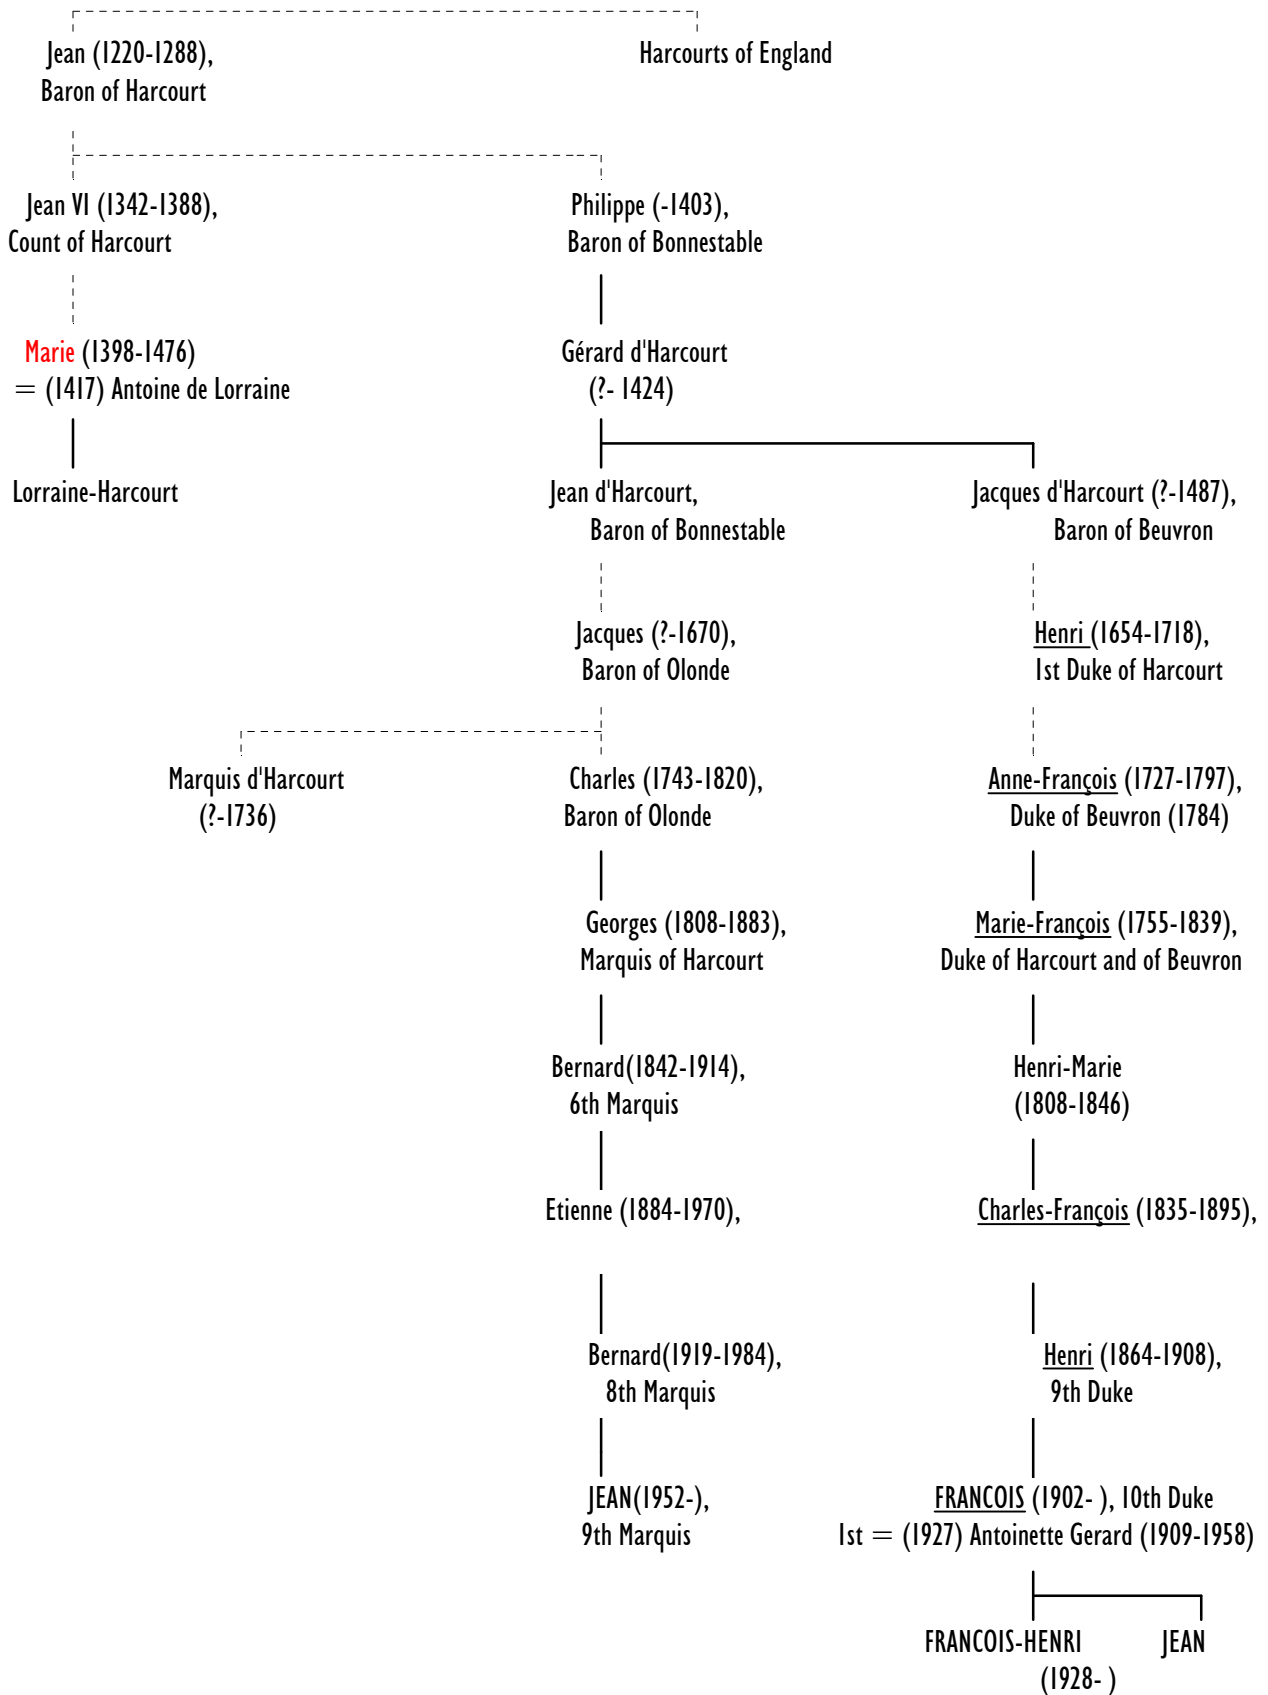 Jean (1220-1288),
Baron of Harcourt
Harcourts of England
Jean VI (1342-1388),
Count of Harcourt
Philippe (-1403),
Baron of Bonnestable
Marie (1398-1476)
= (1417) Antoine de Lorraine
Gérard d'Harcourt
(?- 1424)
Lorraine-Harcourt
Jean d'Harcourt,
Baron of Bonnestable
Jacques d'Harcourt (?-1487),
Baron of Beuvron
Jacques (?-1670),
Baron of Olonde
Henri (1654-1718),
1st Duke of Harcourt
Marquis d'Harcourt
(?-1736)
Charles (1743-1820),
Baron of Olonde
Anne-François (1727-1797),
Duke of Beuvron (1784)
Georges (1808-1883),
Marquis of Harcourt
Marie-François (1755-1839),
Duke of Harcourt and of Beuvron
Bernard(1842-1914),
6th Marquis
Henri-Marie
(1808-1846)
Etienne (1884-1970),
Charles-François (1835-1895),
Bernard(1919-1984),
8th Marquis
Henri (1864-1908),
9th Duke
JEAN(1952-),
9th Marquis
FRANCOIS (1902- ), 10th Duke
1st = (1927) Antoinette Gerard (1909-1958)
FRANCOIS-HENRI
(1928- )
JEAN